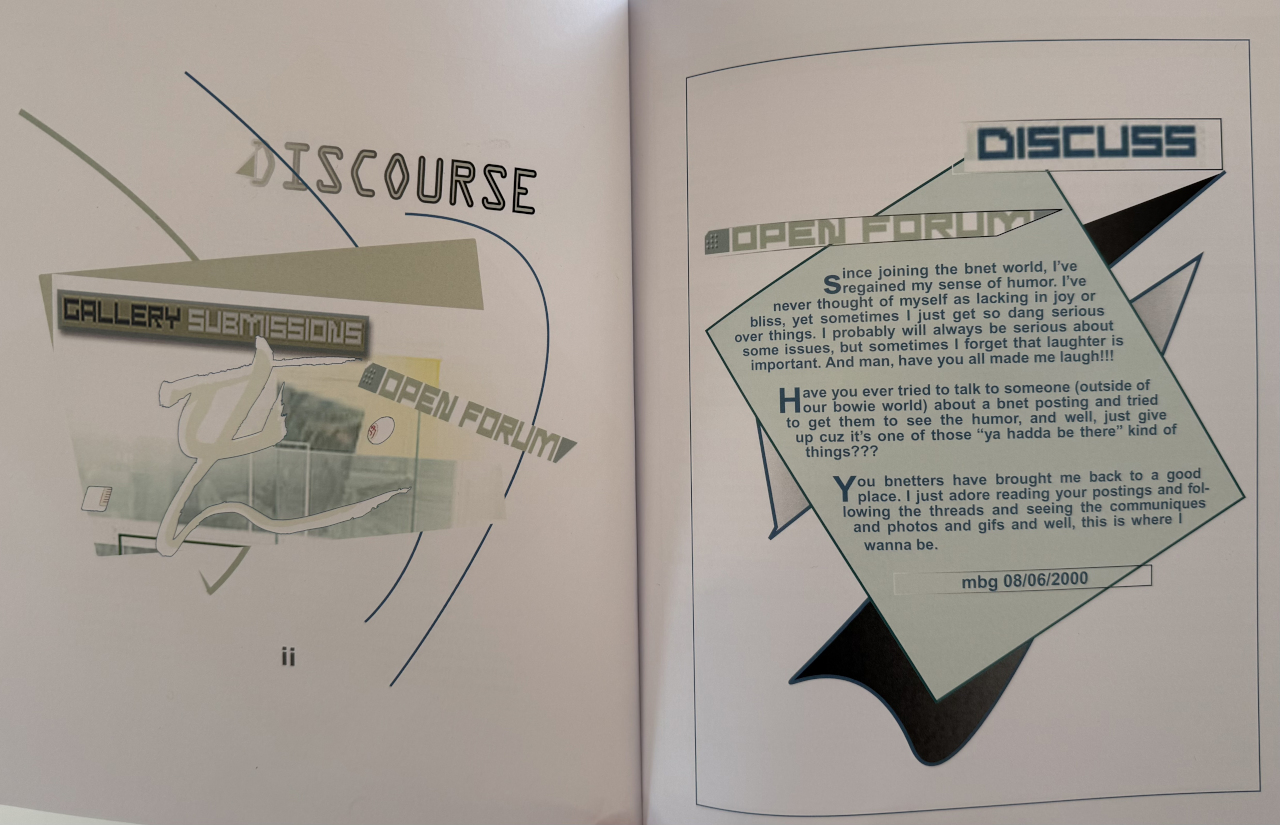 DISCOURSE
GALLERY SUBMISSIONS
OPEN FORUM
ii
DISCUSS
OPEN FORUM
Since joining the bnet world, I've
regained my sense of humor. I've
never thought of myself as lacking in joy or
bliss, yet sometimes I just get so dang serious
over things. I probably will always be serious about
some issues, but sometimes I forget that laughter is
important. And man, have you all made me laugh!!!
Have you ever tried to talk to someone (outside of
our bowie world) about a bnet posting and tried
to get them to see the humor, and well, just give
up cuz it's one of those “ya hadda be there” kind of
things???
You bnetters have brought me back to a good
place. I just adore reading your postings and fol-
lowing the threads and seeing the communiques
and photos and gifs and well, this is where I
wanna be.
mbg 08/06/2000